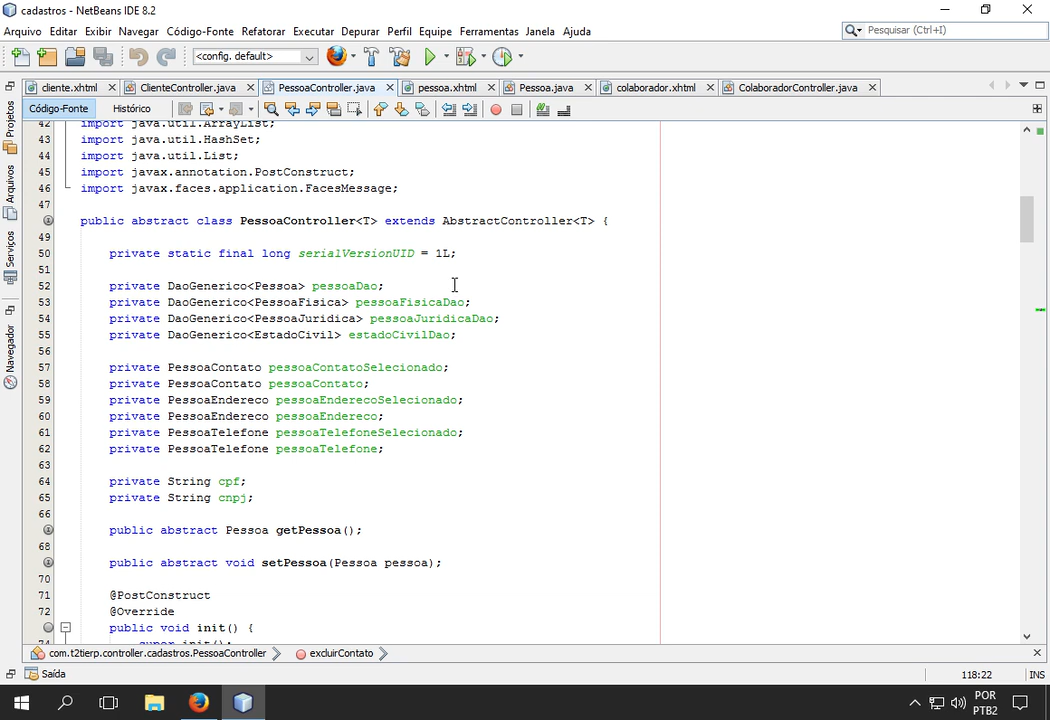 cadastros - NetBeans IDE 8.2
Arquivo Editar Exibir Navegar Código-Fonte Refatorar Executar Depurar Perfil Equipe Ferramentas Janela Ajuda
Pesquisar (Ctrl+I)
<config. default>
cliente.xhtml ClienteController.java PessoaController.java pessoa.xhtml Pessoa.java colaborador.xhtml ColaboradorController.java
Código-Fonte Histórico
Projetos
Arquivos
Serviços
Navegador
42 import java.util.ArrayList;
43 import java.util.HashSet;
44 import java.util.List;
45 import javax.annotation.PostConstruct;
46 import javax.faces.application.FacesMessage;
47
public abstract class PessoaController<T> extends AbstractController<T> {
49
50 private static final long serialVersionUID = 1L;
51
52 private DaoGenerico<Pessoa> pessoaDao;
53 private DaoGenerico<PessoaFisica> pessoaFisicaDao;
54 private DaoGenerico<PessoaJuridica> pessoaJuridicaDao;
55 private DaoGenerico<EstadoCivil> estadoCivilDao;
56
57 private PessoaContato pessoaContatoSelecionado;
58 private PessoaContato pessoaContato;
59 private PessoaEndereco pessoaEnderecoSelecionado;
60 private PessoaEndereco pessoaEndereco;
61 private PessoaTelefone pessoaTelefoneSelecionado;
62 private PessoaTelefone pessoaTelefone;
63
64 private String cpf;
65 private String cnpj;
66
public abstract Pessoa getPessoa();
68
public abstract void setPessoa(Pessoa pessoa);
70
71 @PostConstruct
72 @Override
public void init() {
74 super.init();
com.t2tierp.controller.cadastros.PessoaController excluirContato
Saída
118:22 INS
POR
PTB2